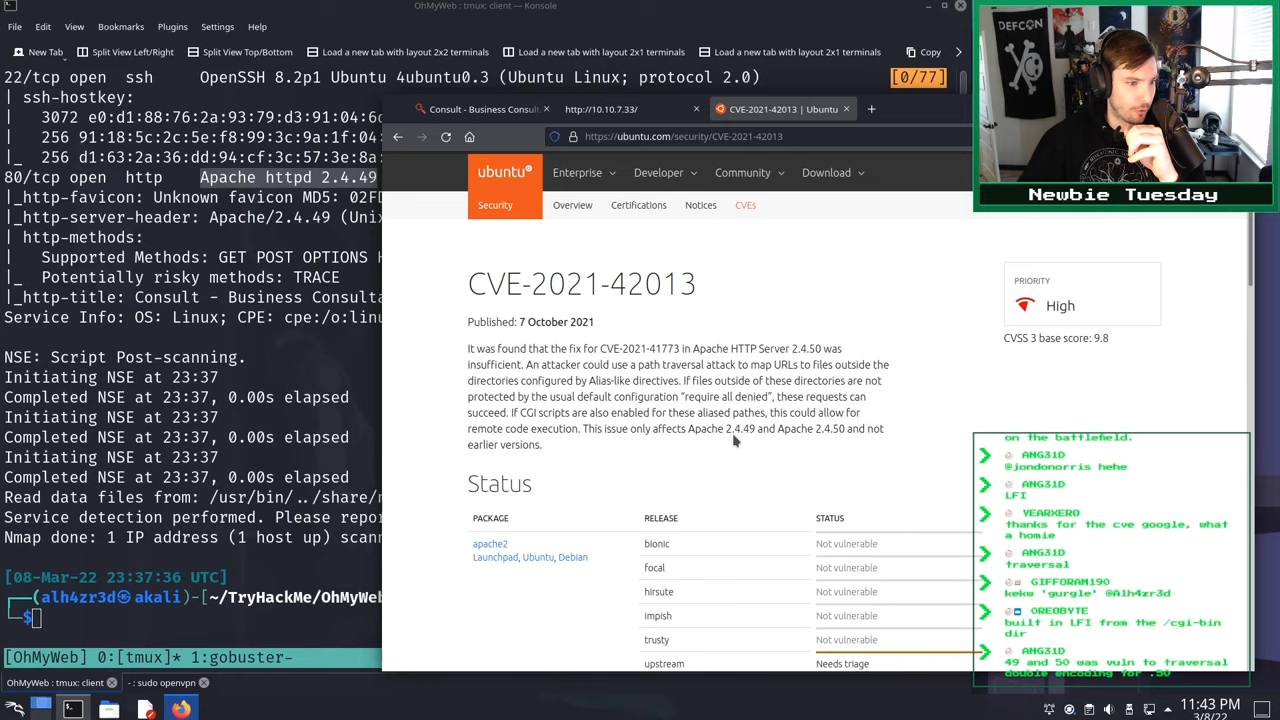 OhMyWeb : tmux: client — Konsole
File Edit View Bookmarks Plugins Settings Help
New Tab Split View Left/Right Split View Top/Bottom Load a new tab with layout 2x2 terminals Load a new tab with layout 2x1 terminals Load a new tab with layout 2x1 terminals Copy
22/tcp open ssh OpenSSH 8.2p1 Ubuntu 4ubuntu0.3 (Ubuntu Linux; protocol 2.0) [0/77]
| ssh-hostkey:
| 3072 e0:d1:88:76:2a:93:79:d3:91:04:6d
| 256 91:18:5c:2c:5e:f8:99:3c:9a:1f:04:
|_ 256 d1:63:2a:36:dd:94:cf:3c:57:3e:8a:
80/tcp open http Apache httpd 2.4.49
|_http-favicon: Unknown favicon MD5: 02F
|_http-server-header: Apache/2.4.49 (Unix
| http-methods:
| Supported Methods: GET POST OPTIONS H
|_ Potentially risky methods: TRACE
|_http-title: Consult - Business Consulta
Service Info: OS: Linux; CPE: cpe:/o:linu
NSE: Script Post-scanning.
Initiating NSE at 23:37
Completed NSE at 23:37, 0.00s elapsed
Initiating NSE at 23:37
Completed NSE at 23:37, 0.00s elapsed
Initiating NSE at 23:37
Completed NSE at 23:37, 0.00s elapsed
Read data files from: /usr/bin/../share/n
Service detection performed. Please repor
Nmap done: 1 IP address (1 host up) scann
[08-Mar-22 23:37:36 UTC]
(alh4zr3d㉿akali)-[~/TryHackMe/OhMyWeb
$
[OhMyWeb] 0:[tmux]* 1:gobuster-
OhMyWeb : tmux: client - : sudo openvpn
Consult - Business Consult http://10.10.7.33/ CVE-2021-42013 | Ubuntu
https://ubuntu.com/security/CVE-2021-42013
ubuntu® Enterprise Developer Community Download
Security Overview Certifications Notices CVEs
CVE-2021-42013
Published: 7 October 2021
It was found that the fix for CVE-2021-41773 in Apache HTTP Server 2.4.50 was
insufficient. An attacker could use a path traversal attack to map URLs to files outside the
directories configured by Alias-like directives. If files outside of these directories are not
protected by the usual default configuration “require all denied”, these requests can
succeed. If CGI scripts are also enabled for these aliased pathes, this could allow for
remote code execution. This issue only affects Apache 2.4.49 and Apache 2.4.50 and not
earlier versions.
PRIORITY
High
CVSS 3 base score: 9.8
Status
PACKAGE RELEASE STATUS
apache2 bionic Not vulnerable
Launchpad, Ubuntu, Debian
focal Not vulnerable
hirsute Not vulnerable
impish Not vulnerable
trusty Not vulnerable
upstream Needs triage
DEFCON
Newbie Tuesday
on the battlefield.
ANG31D
@jondonorris hehe
ANG31D
LFI
YEARXERO
thanks for the cve google, what
a homie
ANG31D
traversal
GIFFORAM190
kekw 'gurgle' @Alh4zr3d
0REOBYTE
built in LFI from the /cgi-bin
dir
ANG31D
49 and 50 was vuln to traversal
double encoding for .50
11:43 PM
3/8/22